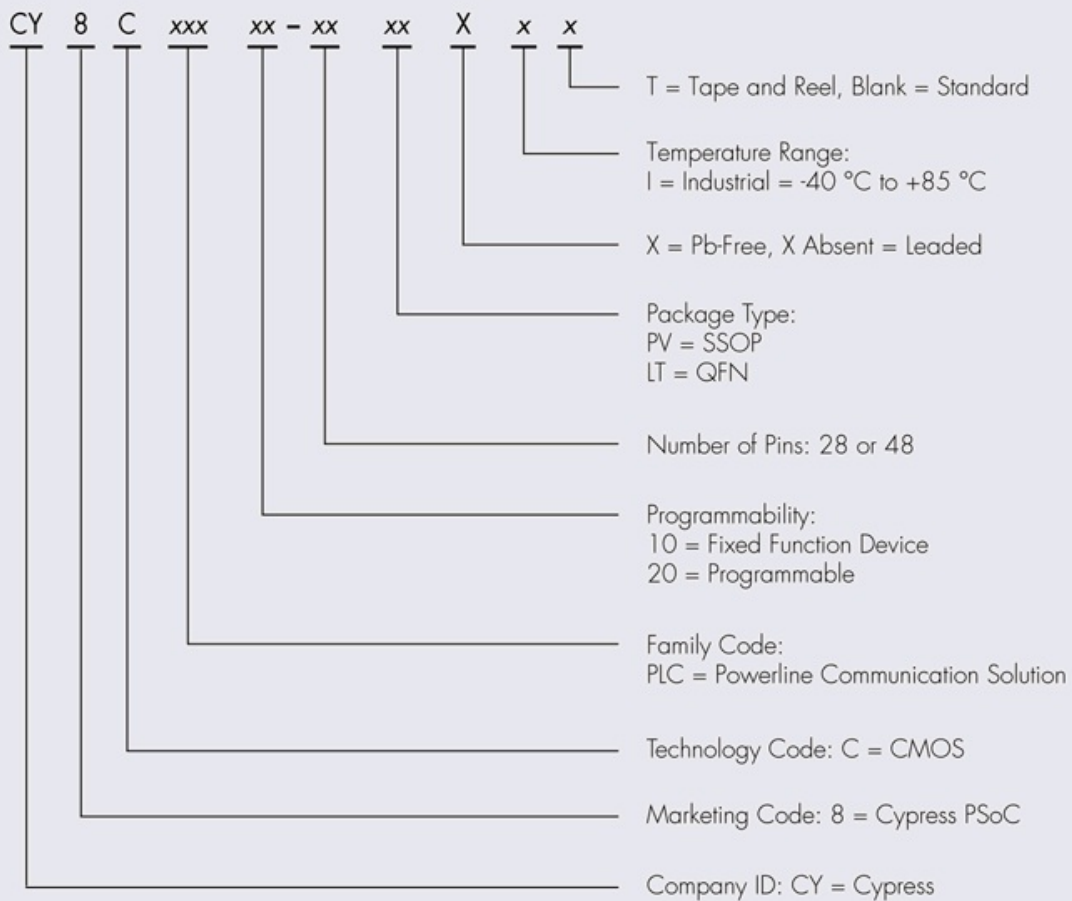 CY 8 C xxx xx - xx xx X x x
T = Tape and Reel, Blank = Standard
Temperature Range:
I = Industrial = -40 °C to +85 °C
X = Pb-Free, X Absent = Leaded
Package Type:
PV = SSOP
LT = QFN
Number of Pins: 28 or 48
Programmability:
10 = Fixed Function Device
20 = Programmable
Family Code:
PLC = Powerline Communication Solution
Technology Code: C = CMOS
Marketing Code: 8 = Cypress PSoC
Company ID: CY = Cypress